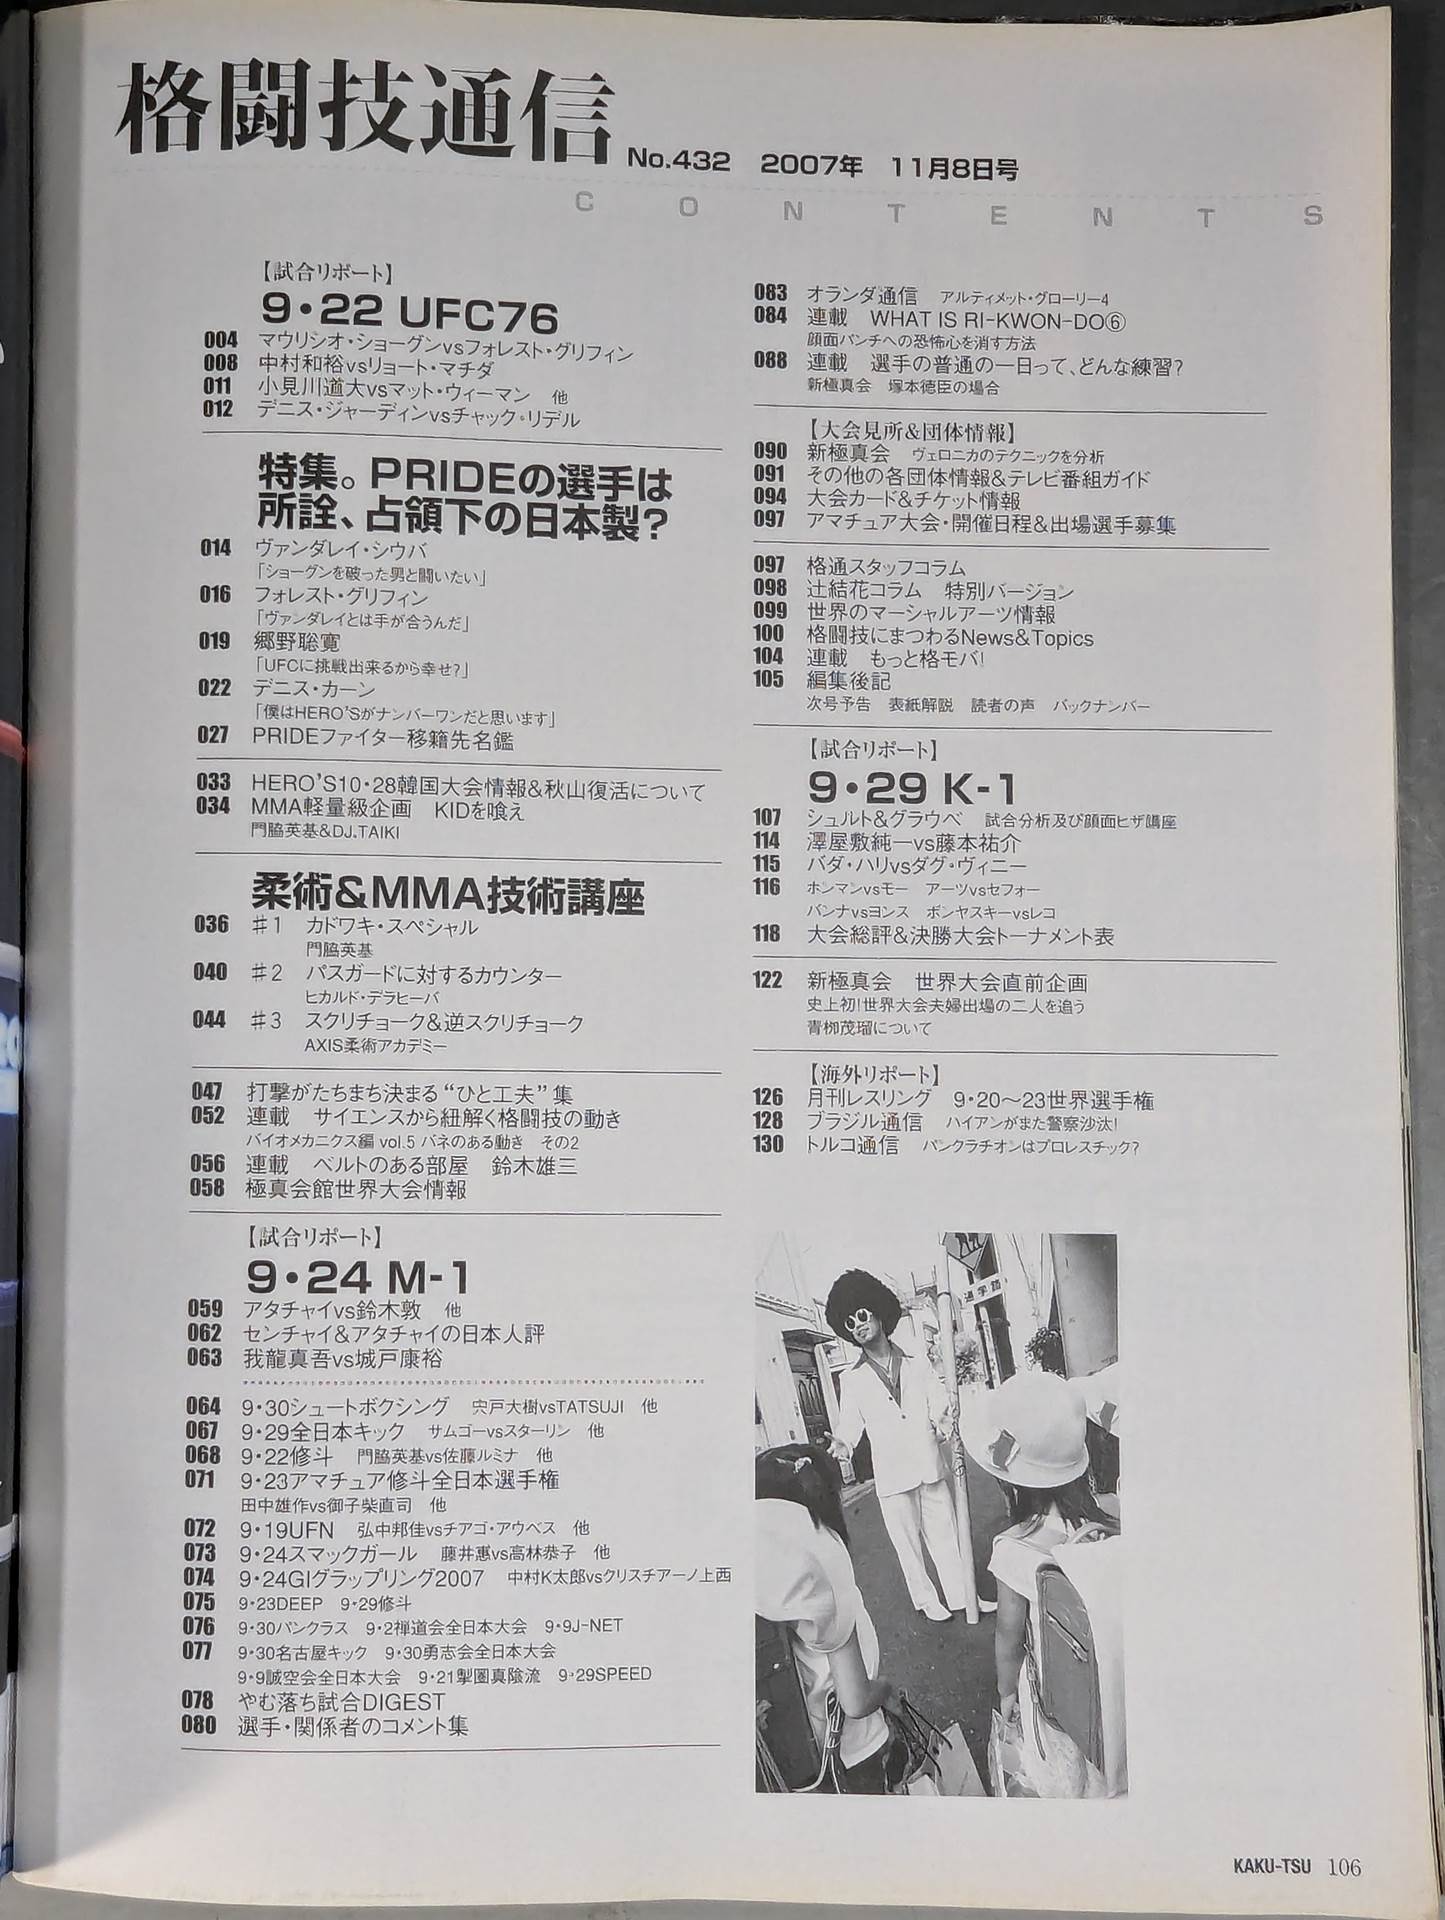 格闘技通信 No.432 2007年 11月8日号
CONTENTS
【試合リポート】
9・22 UFC76
004 マウリシオ・ショーグンvsフォレスト・グリフィン
008 中村和裕vsリョート・マチダ
011 小見川道大vsマット・ウィーマン 他
012 デニス・ジャーディンvsチャック・リデル
特集。PRIDEの選手は
所詮、占領下の日本製？
014 ヴァンダレイ・シウバ
「ショーグンを破った男と闘いたい」
016 フォレスト・グリフィン
「ヴァンダレイとは手が合うんだ」
019 郷野聡寛
「UFCに挑戦出来るから幸せ？」
022 デニス・カーン
「僕はHERO'Sがナンバーワンだと思います」
027 PRIDEファイター移籍先名鑑
033 HERO'S10・28韓国大会情報&秋山復活について
034 MMA軽量級企画 KIDを喰え
門脇英基&DJ.TAIKI
柔術&MMA技術講座
036 #1 カドワキ・スペシャル
門脇英基
040 #2 パスガードに対するカウンター
ヒカルド・デラヒーバ
044 #3 スクリチョーク&逆スクリチョーク
AXIS柔術アカデミー
047 打撃がたちまち決まる“ひと工夫”集
052 連載 サイエンスから紐解く格闘技の動き
バイオメカニクス編 vol.5 バネのある動き その2
056 連載 ベルトのある部屋 鈴木雄三
058 極真会館世界大会情報
【試合リポート】
9・24 M-1
059 アタチャイvs鈴木敦 他
062 センチャイ&アタチャイの日本人評
063 我龍真吾vs城戸康裕
064 9・30シュートボクシング 宍戸大樹vsTATSUJI 他
067 9・29全日本キック サムゴーvsスターリン 他
068 9・22修斗 門脇英基vs佐藤ルミナ 他
071 9・23アマチュア修斗全日本選手権
田中雄作vs御子柴直司 他
072 9・19UFN 弘中邦佳vsチアゴ・アウベス 他
073 9・24スマックガール 藤井惠vs高林恭子 他
074 9・24GIグラップリング2007 中村K太郎vsクリスチアーノ上西
075 9・23DEEP 9・29修斗
076 9・30パンクラス 9・2禅道会全日本大会 9・9J-NET
077 9・30名古屋キック 9・30勇志会全日本大会
9・9誠空会全日本大会 9・21掣圏真陰流 9・29SPEED
078 やむ落ち試合DIGEST
080 選手・関係者のコメント集
083 オランダ通信 アルティメット・グローリー4
084 連載 WHAT IS RI-KWON-DO⑥
顔面パンチへの恐怖心を消す方法
088 連載 選手の普通の一日って、どんな練習？
新極真会 塚本徳臣の場合
【大会見所&団体情報】
090 新極真会 ヴェロニカのテクニックを分析
091 その他の各団体情報&テレビ番組ガイド
094 大会カード&チケット情報
097 アマチュア大会・開催日程&出場選手募集
097 格通スタッフコラム
098 辻結花コラム 特別バージョン
099 世界のマーシャルアーツ情報
100 格闘技にまつわるNews&Topics
104 連載 もっと格モバ！
105 編集後記
次号予告 表紙解説 読者の声 バックナンバー
【試合リポート】
9・29 K-1
107 シュルト&グラウベ 試合分析及び顔面ヒザ講座
114 澤屋敷純一vs藤本祐介
115 バダ・ハリvsダグ・ヴィニー
116 ホンマンvsモー アーツvsセフォー
バンナvsヨンス ボンヤスキーvsレコ
118 大会総評&決勝大会トーナメント表
122 新極真会 世界大会直前企画
史上初！世界大会夫婦出場の二人を追う
青栁茂瑠について
【海外リポート】
126 月刊レスリング 9・20〜23世界選手権
128 ブラジル通信 ハイアンがまた警察沙汰！
130 トルコ通信 パンクラチオンはプロレスチック？
通学路
KAKU-TSU 106